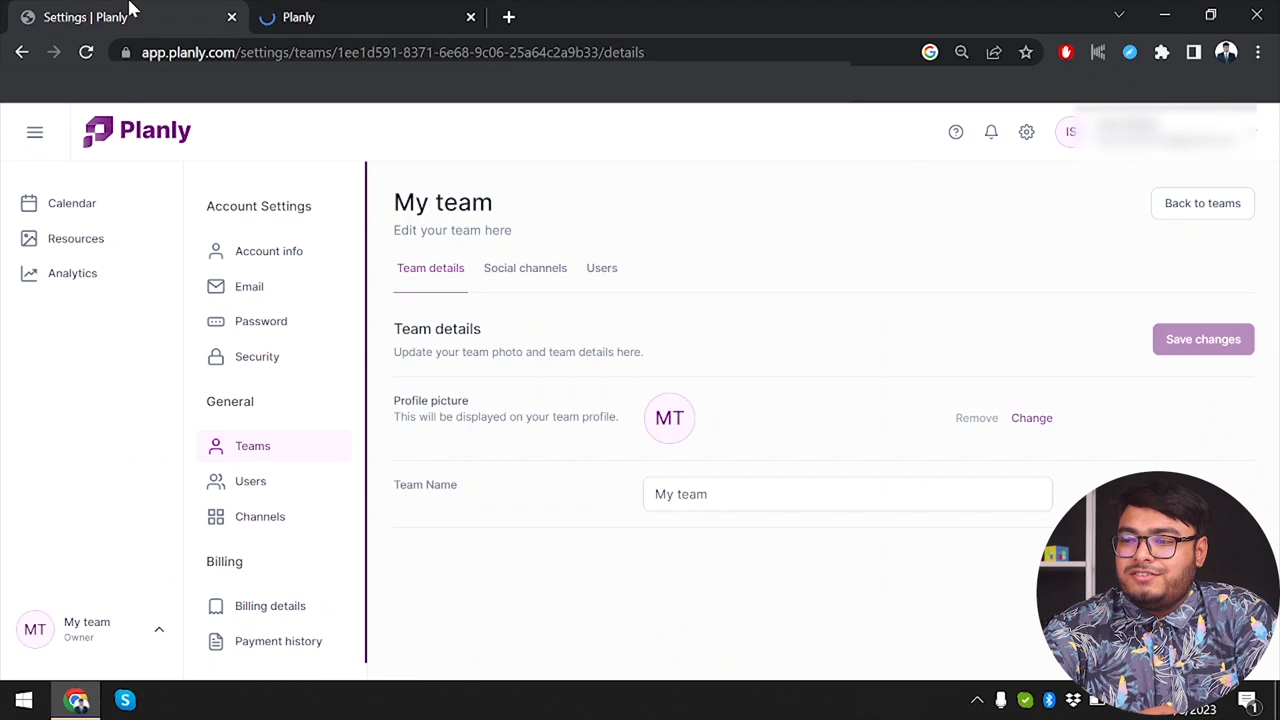 Settings | Planly
Planly
app.planly.com/settings/teams/1ee1d591-8371-6e68-9c06-25a64c2a9b33/details
Planly
IS
Calendar
Resources
Analytics
Account Settings
Account info
Email
Password
Security
General
Teams
Users
Channels
Billing
Billing details
Payment history
My team
Edit your team here
Back to teams
Team details
Social channels
Users
Team details
Update your team photo and team details here.
Save changes
Profile picture
This will be displayed on your team profile.
MT
Remove
Change
Team Name
My team
MT
My team
Owner